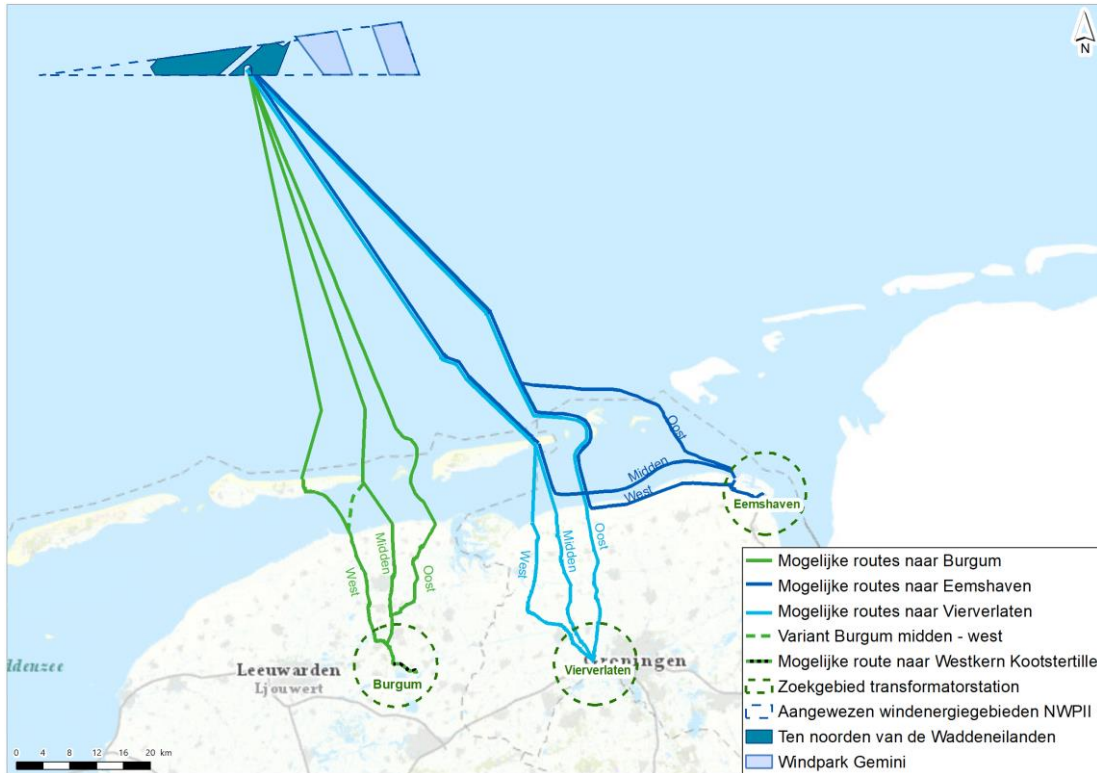 N
Oost
Midden
West
Eemshaven
West
Midden
Oost
West
Midden
Oost
ddenzee
Leeuwarden
Ljouwert
Burgum
Groningen
Vierverlaten
0 4 8 12 16 20 km
Mogelijke routes naar Burgum
Mogelijke routes naar Eemshaven
Mogelijke routes naar Vierverlaten
Variant Burgum midden - west
Mogelijke route naar Westkern Kootstertille
Zoekgebied transformatorstation
Aangewezen windenergiegebieden NWPII
Ten noorden van de Waddeneilanden
Windpark Gemini